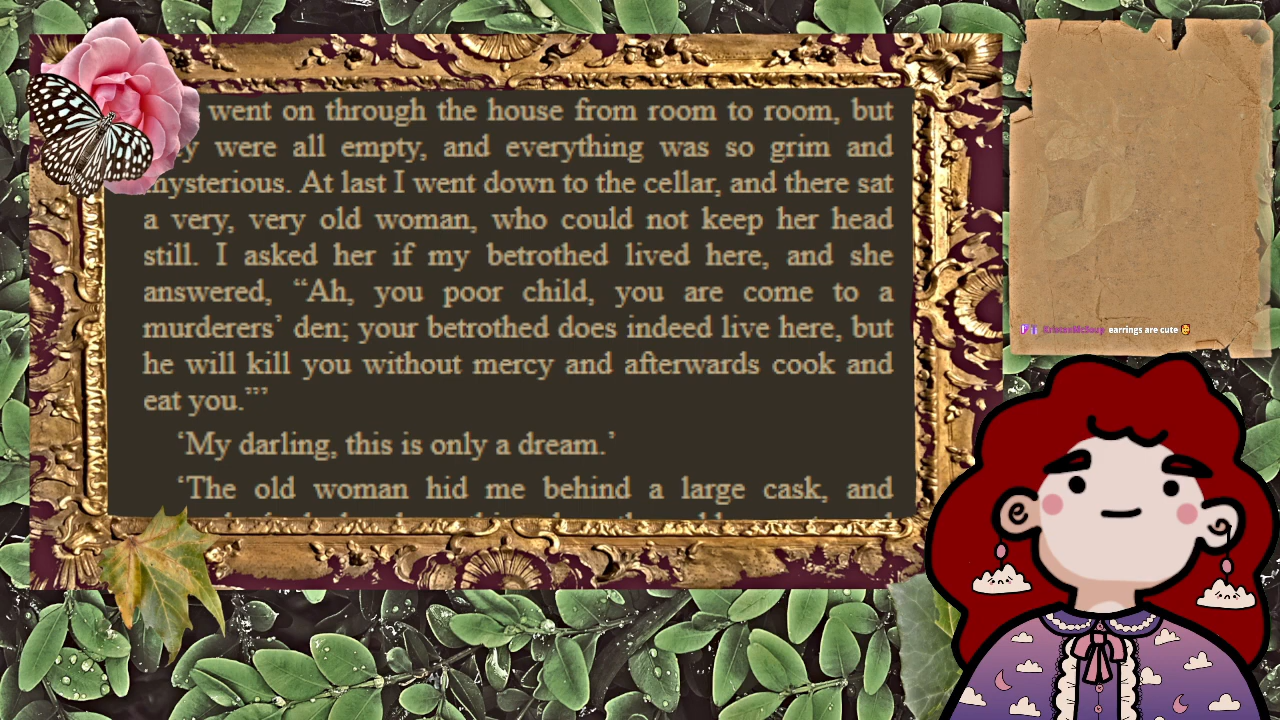 went on through the house from room to room, but
were all empty, and everything was so grim and
mysterious. At last I went down to the cellar, and there sat
a very, very old woman, who could not keep her head
still. I asked her if my betrothed lived here, and she
answered, “Ah, you poor child, you are come to a
murderers’ den; your betrothed does indeed live here, but
he will kill you without mercy and afterwards cook and
eat you.”’
‘My darling, this is only a dream.’
‘The old woman hid me behind a large cask, and
earrings are cute